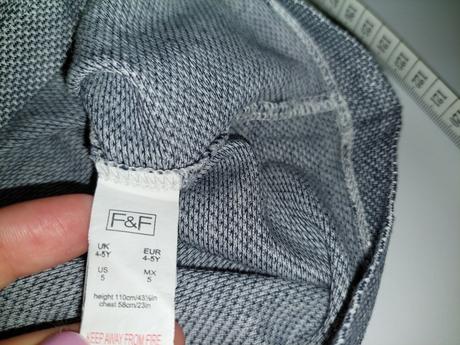 F&F
UK EUR
4-5Y 4-5Y
US MX
5 5
height 110cm/43½in
chest 58cm/23in
KEEP AWAY FROM FIRE